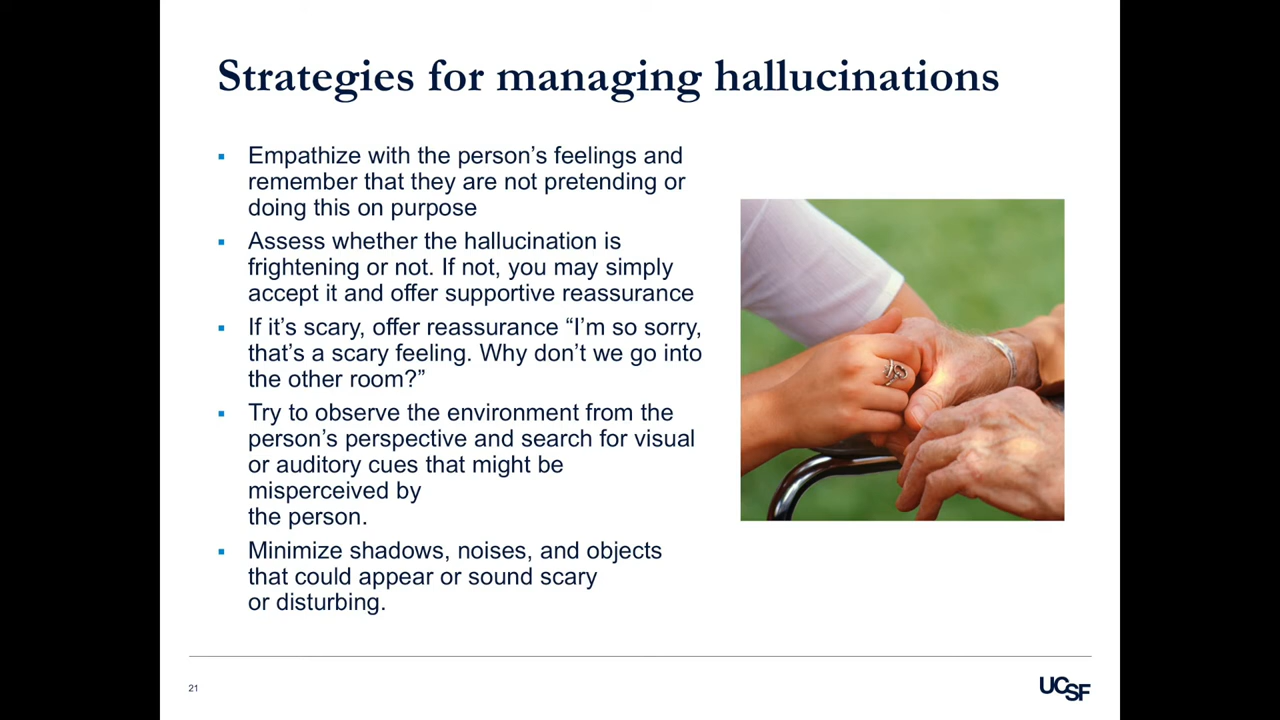 Strategies for managing hallucinations
▪ Empathize with the person’s feelings and
remember that they are not pretending or
doing this on purpose
▪ Assess whether the hallucination is
frightening or not. If not, you may simply
accept it and offer supportive reassurance
▪ If it’s scary, offer reassurance “I’m so sorry,
that’s a scary feeling. Why don’t we go into
the other room?”
▪ Try to observe the environment from the
person’s perspective and search for visual
or auditory cues that might be
misperceived by
the person.
▪ Minimize shadows, noises, and objects
that could appear or sound scary
or disturbing.
21
UCSF